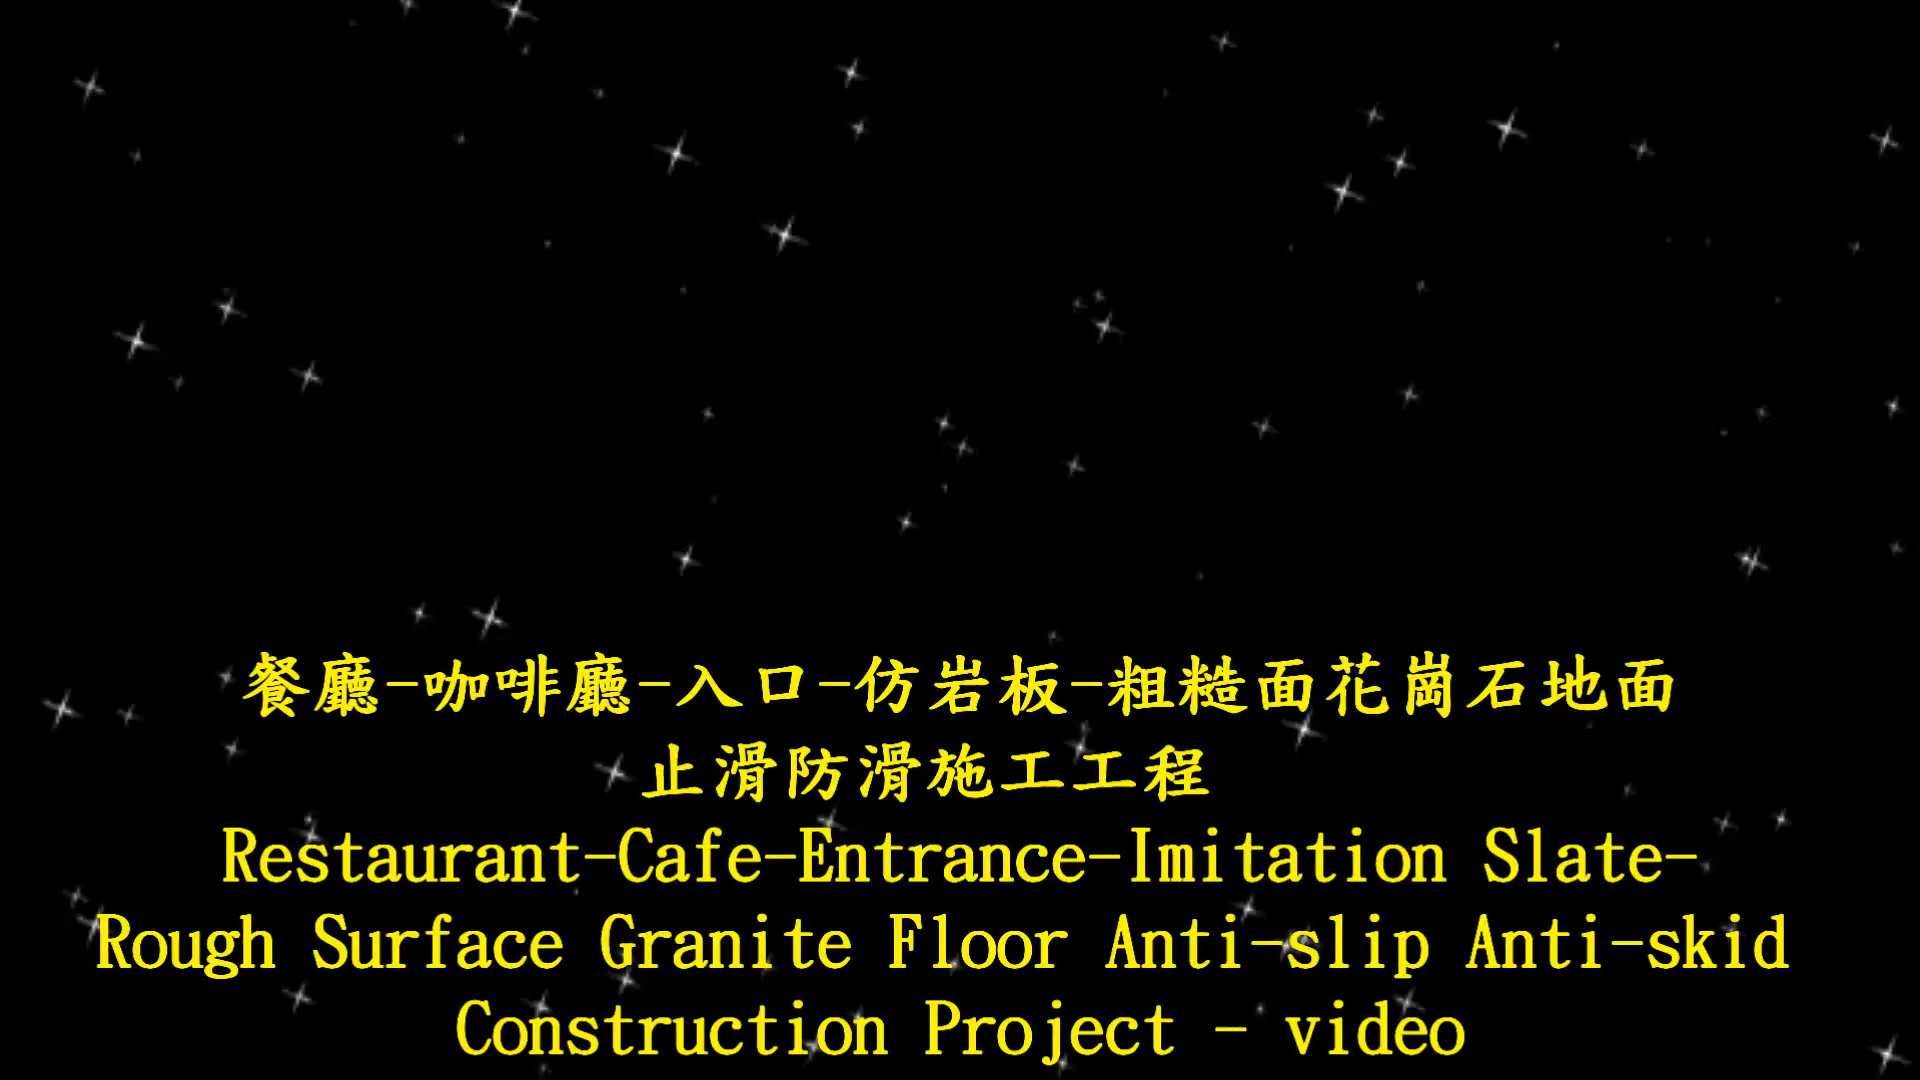 餐廳-咖啡廳-入口-仿岩板-粗糙面花崗石地面
止滑防滑施工工程
Restaurant-Cafe-Entrance-Imitation Slate-
Rough Surface Granite Floor Anti-slip Anti-skid
Construction Project - video